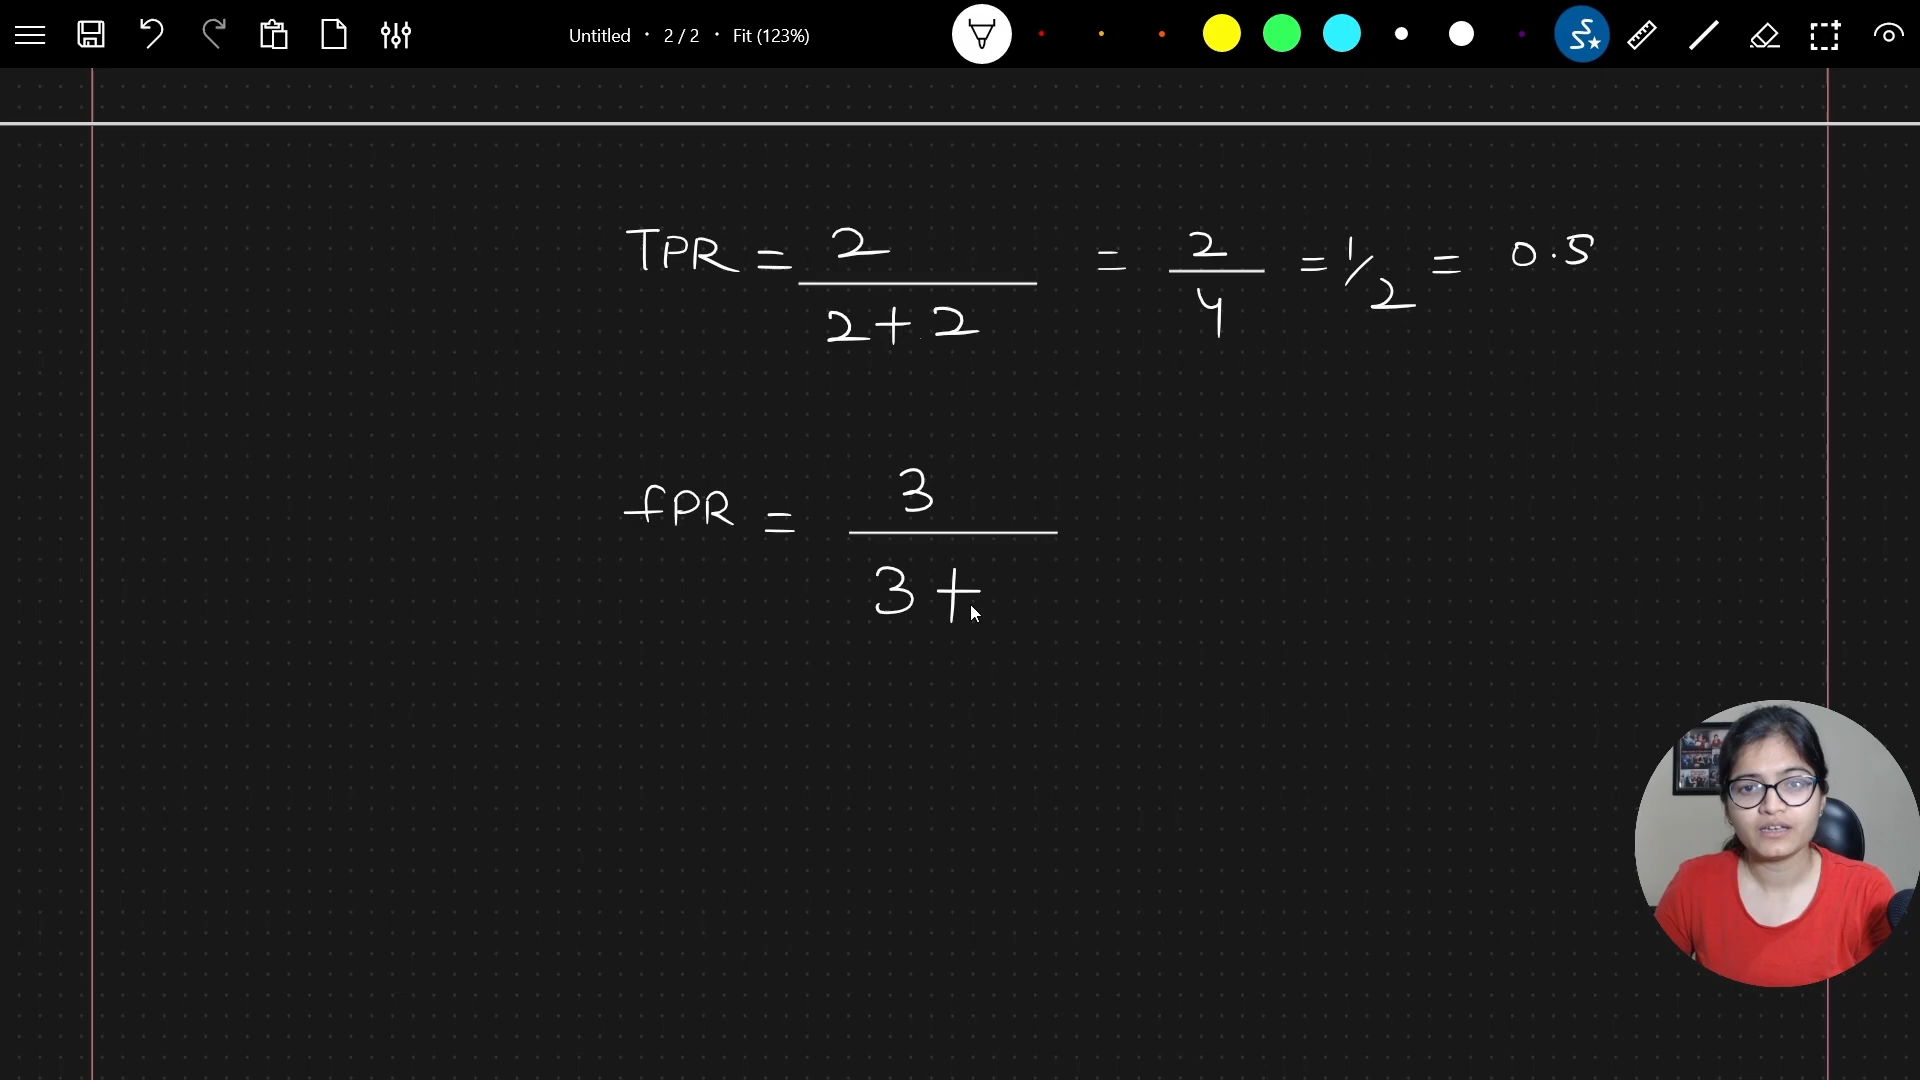 Untitled • 2 / 2 • Fit (123%)
TPR = 2 / 2 + 2 = 2 / 4 = 1/2 = 0.5
fPR = 3 / 3 +